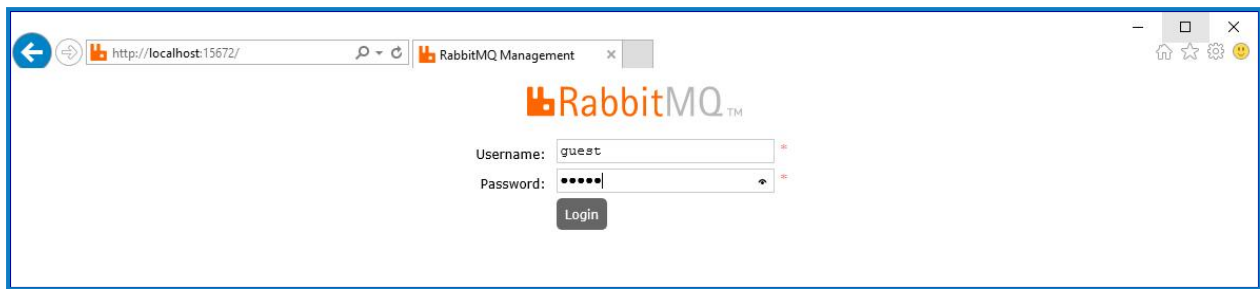 http://localhost:15672/
RabbitMQ Management
RabbitMQ TM
Username: guest *
Password: ••••• *
Login